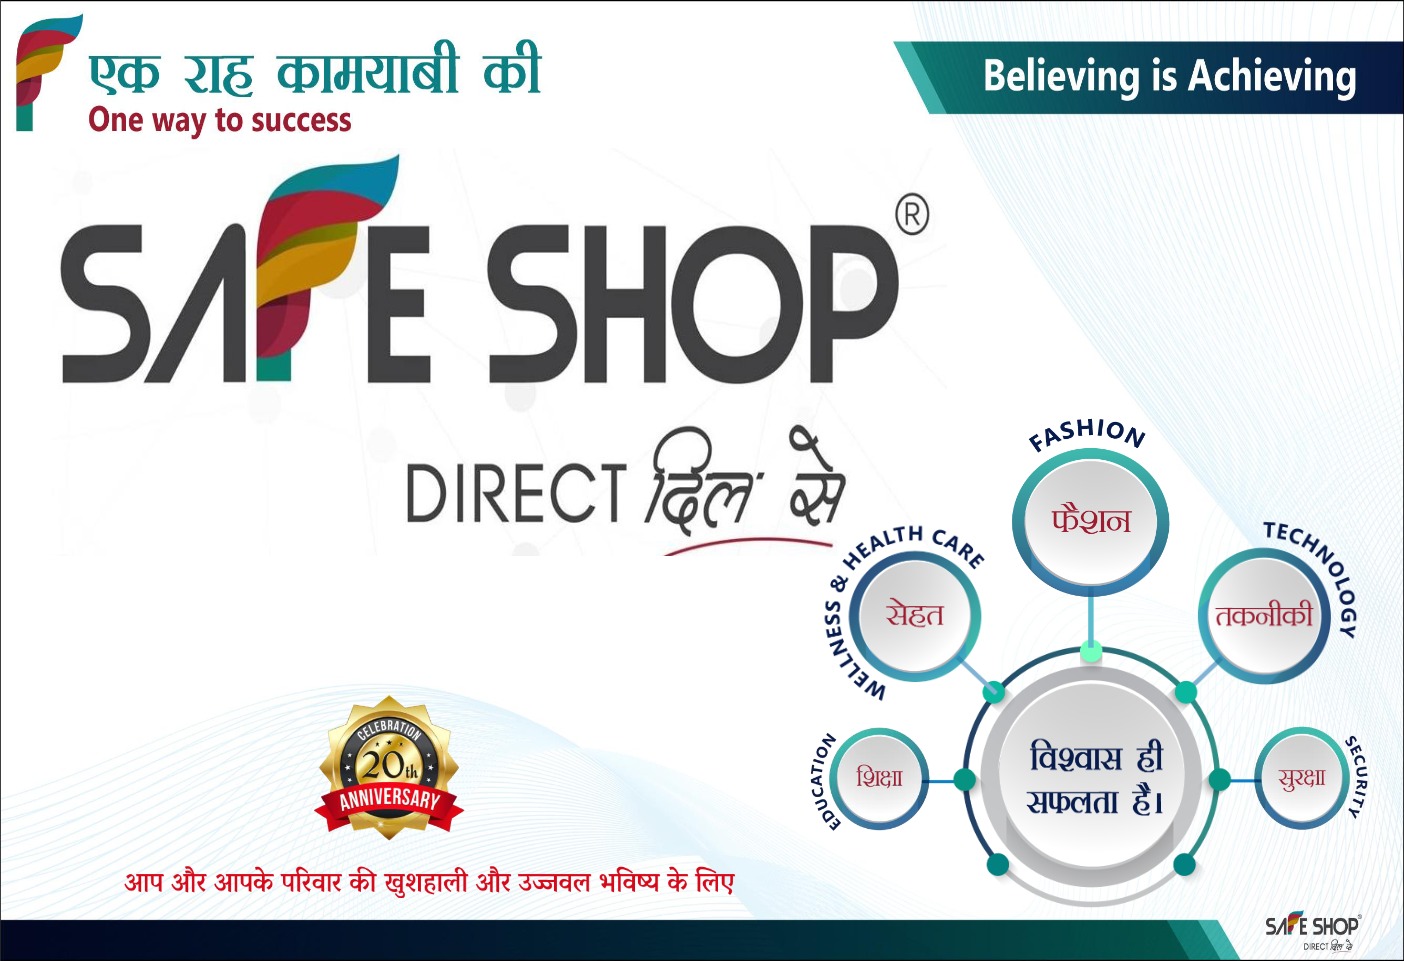 एक राह कामयाबी की
One way to success
Believing is Achieving
SAFE SHOP®
DIRECT दिल से
FASHION
फैशन
WELLNESS & HEALTH CARE
सेहत
TECHNOLOGY
तकनीकी
EDUCATION
शिक्षा
SECURITY
सुरक्षा
विश्वास ही
सफलता है।
CELEBRATION
20th
ANNIVERSARY
आप और आपके परिवार की खुशहाली और उज्जवल भविष्य के लिए
SAFE SHOP®
DIRECT दिल से